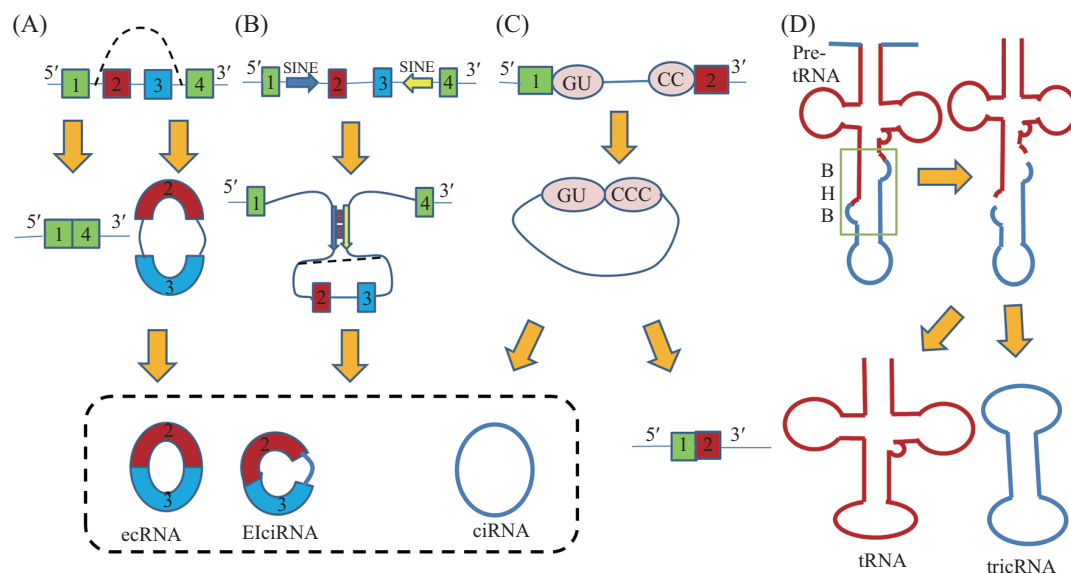 (A)
5′ 1 2 3 4 3′
2
3
5′ 1 4 3′
(B)
5′ 1 SINE 2 3 SINE 4 3′
5′ 1 4 3′
2 3
(C)
5′ 1 GU CC 2 3′
GU CCC
2
3
ecRNA
2
3
EIciRNA
ciRNA
5′ 1 2 3′
(D)
Pre-
tRNA
B
H
B
tRNA
tricRNA